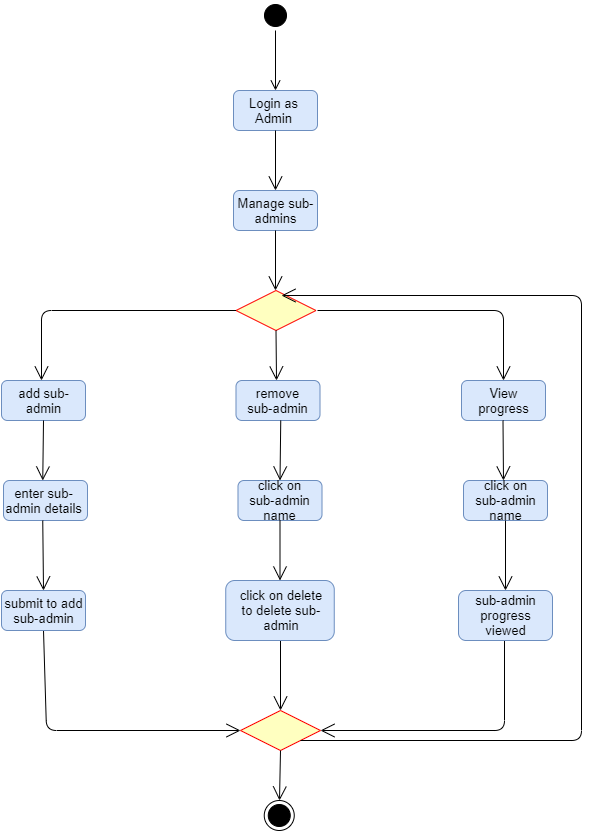 Login as
Admin
Manage sub-
admins
add sub-
admin
remove
sub-admin
View
progress
enter sub-
admin details
click on
sub-admin
name
click on
sub-admin
name
submit to add
sub-admin
click on delete
to delete sub-
admin
sub-admin
progress
viewed